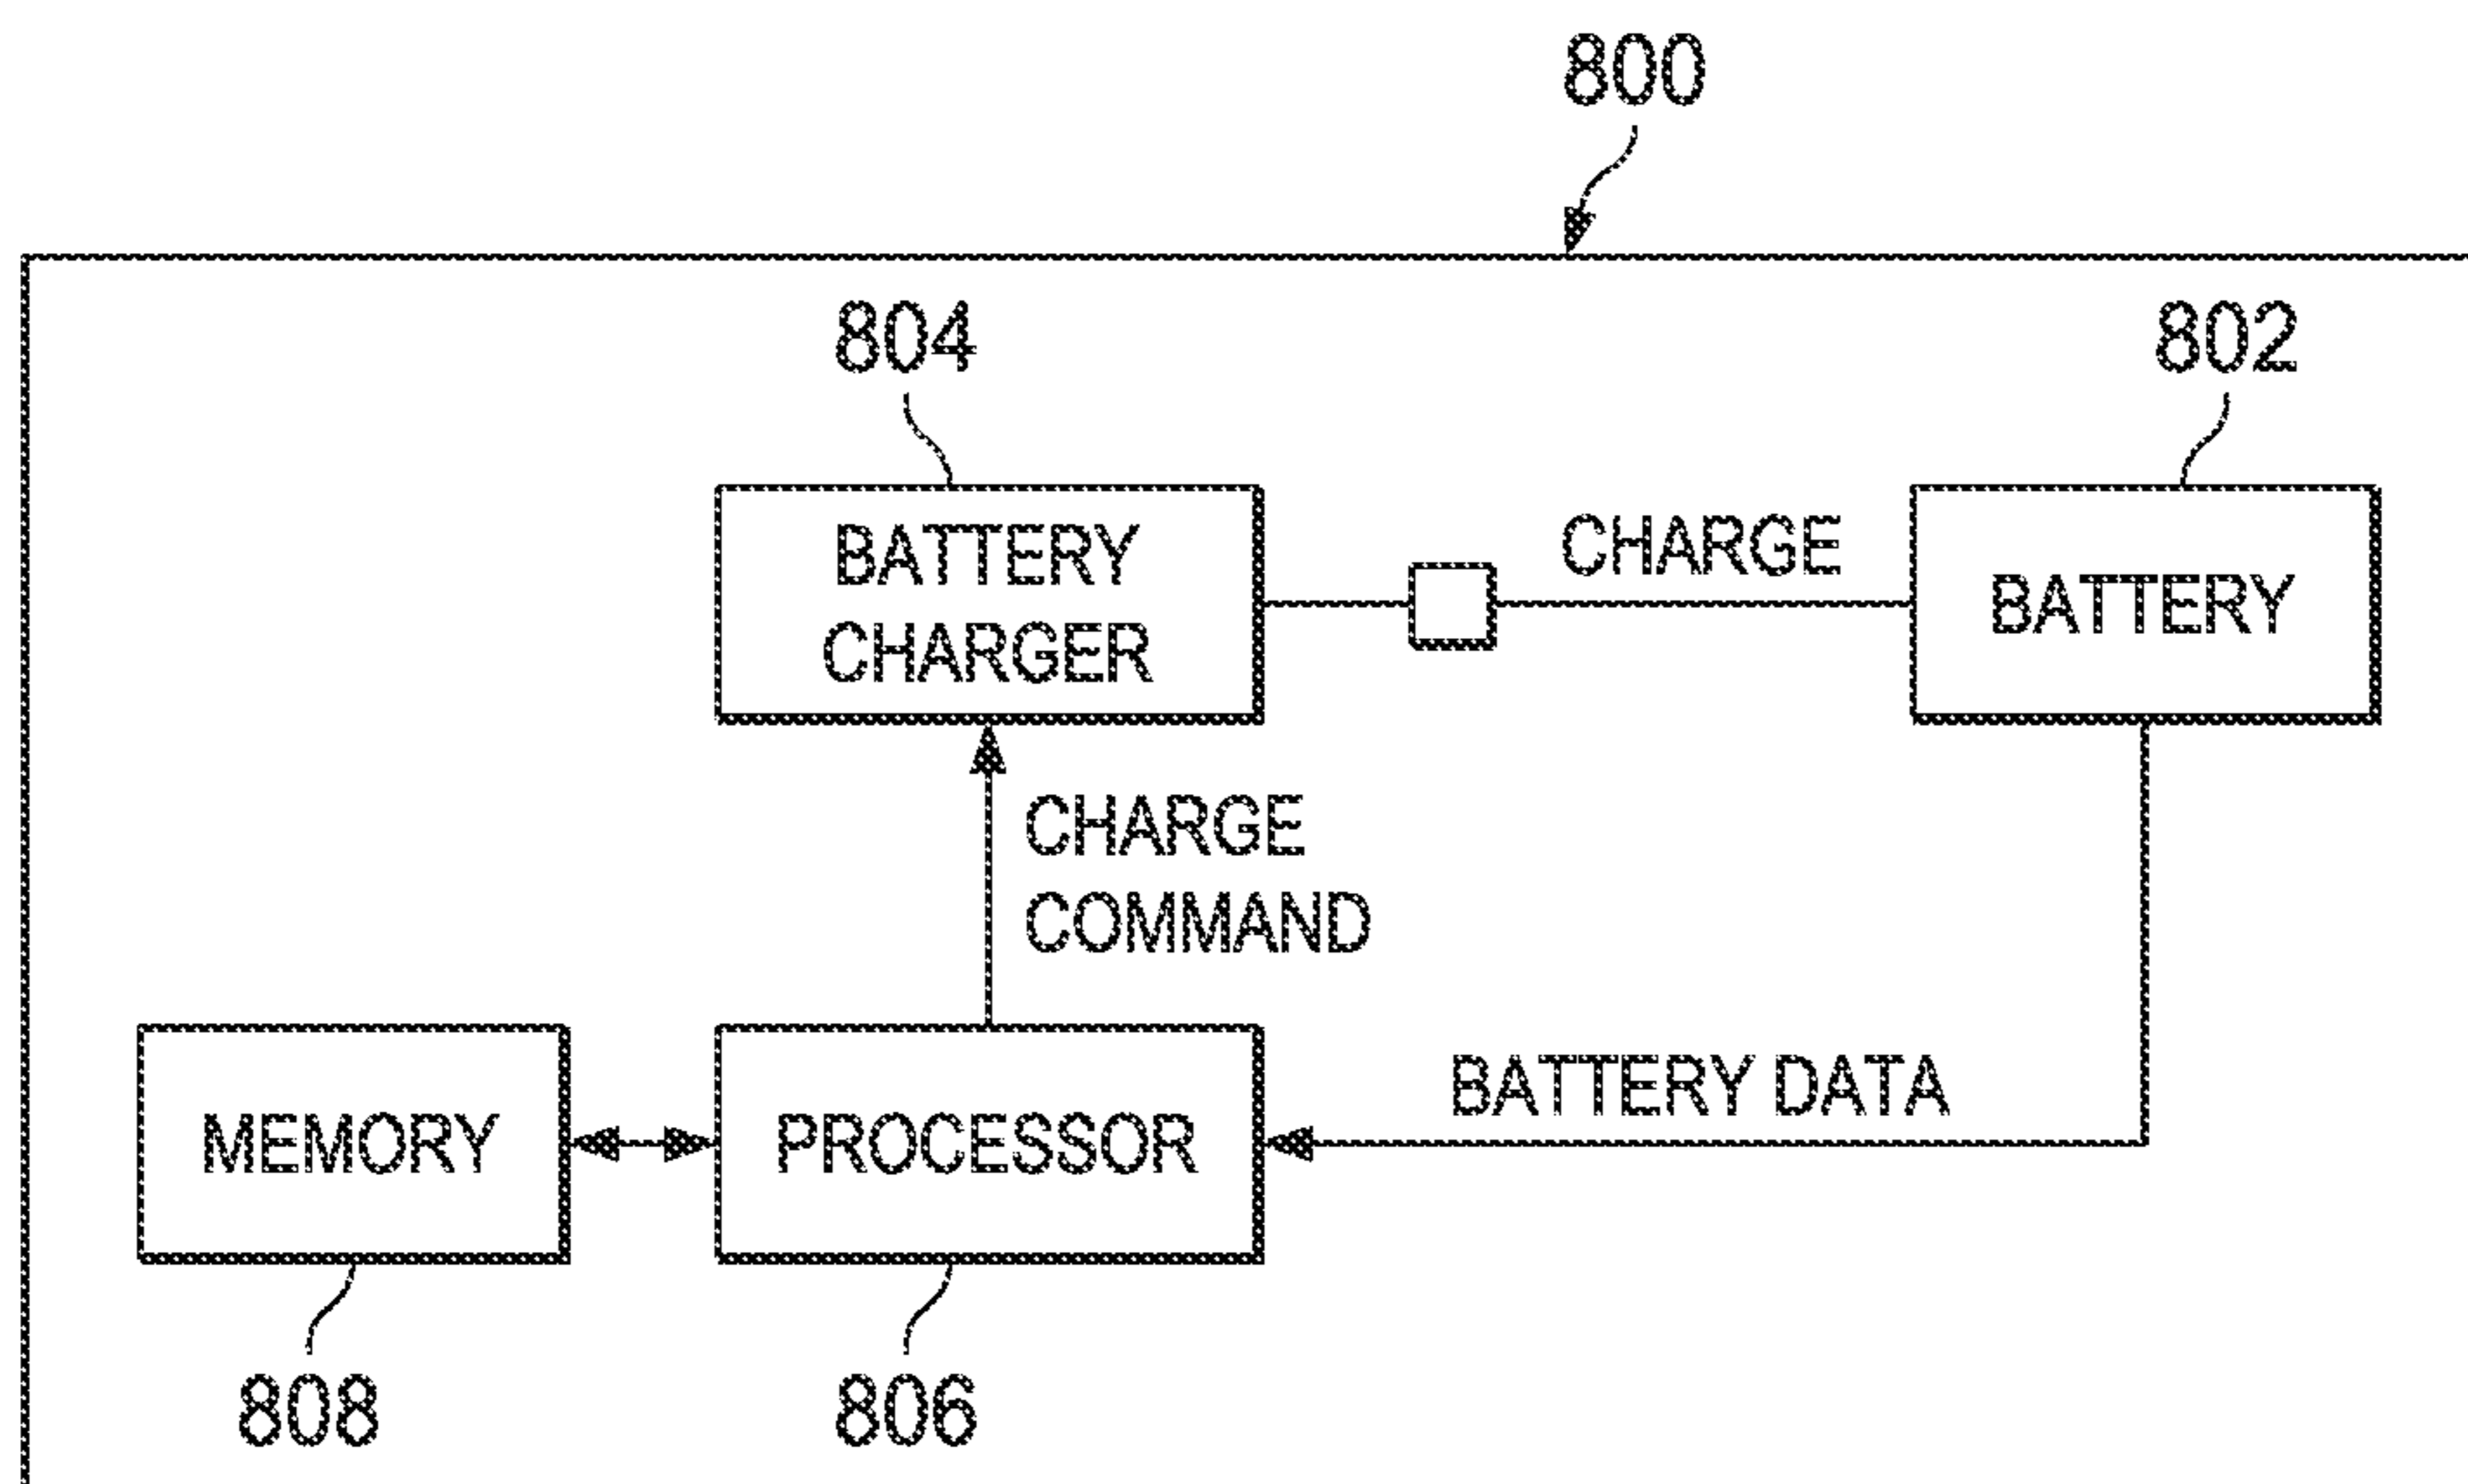 800
804
802
BATTERY
CHARGER
CHARGE
BATTERY
CHARGE
COMMAND
MEMORY
PROCESSOR
BATTERY DATA
808
806